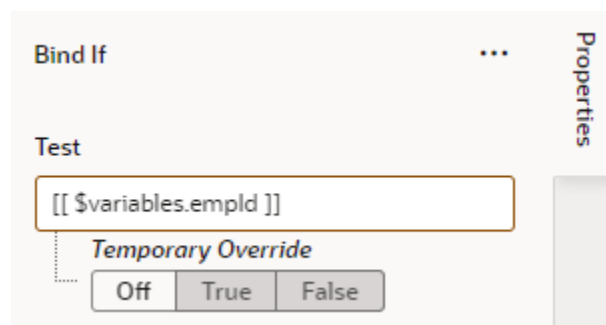 Bind If
...
Properties
Test
[[ $variables.empId ]]
Temporary Override
Off True False